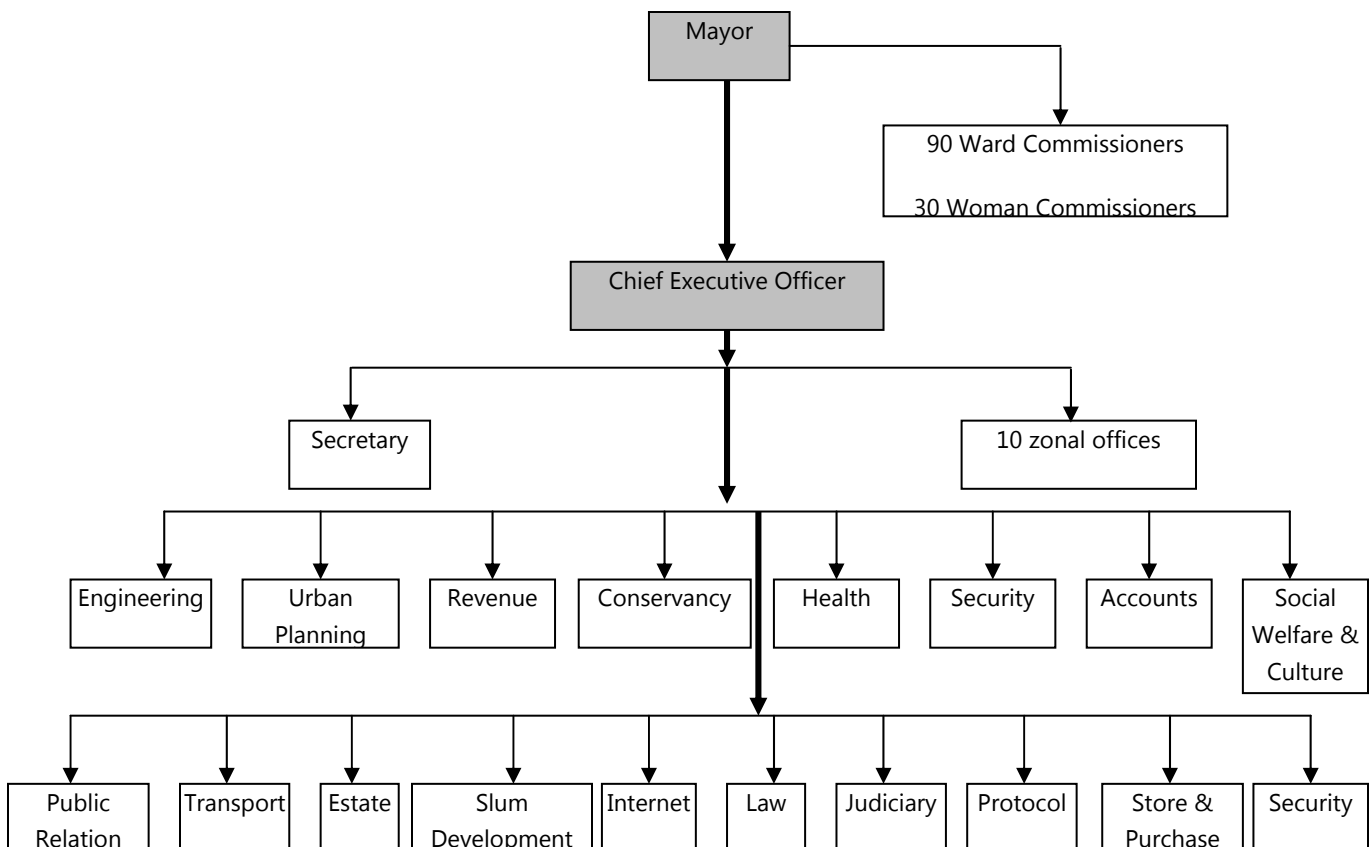 Mayor
90 Ward Commissioners
30 Woman Commissioners
Chief Executive Officer
Secretary
10 zonal offices
Engineering
Urban
Planning
Revenue
Conservancy
Health
Security
Accounts
Social
Welfare &
Culture
Public
Relation
Transport
Estate
Slum
Development
Internet
Law
Judiciary
Protocol
Store &
Purchase
Security